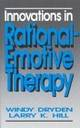 Innovations in
Rational-
Emotive
Therapy
WINDY DRYDEN
LARRY K. HILL